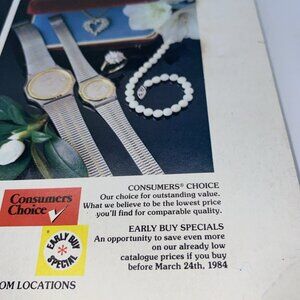 CONSUMERS® CHOICE
Our choice for outstanding value.
What we believe to be the lowest price
you'll find for comparable quality.
Consumers
Choice
EARLY BUY SPECIALS
An opportunity to save even more
on our already low
catalogue prices if you buy
before March 24th, 1984
EARLY BUY
SPECIAL
OM LOCATIONS